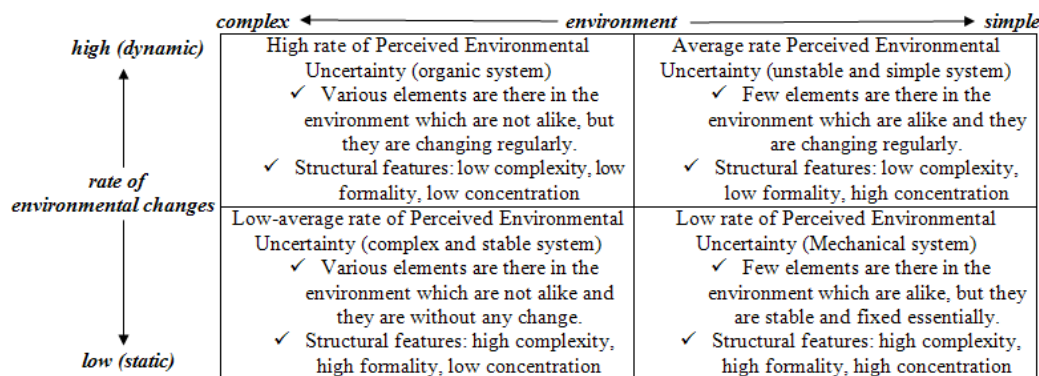 complex environment simple
high (dynamic)
rate of
environmental changes
low (static)
High rate of Perceived Environmental
Uncertainty (organic system)
✓ Various elements are there in the
environment which are not alike, but
they are changing regularly.
✓ Structural features: low complexity, low
formality, low concentration
Average rate Perceived Environmental
Uncertainty (unstable and simple system)
✓ Few elements are there in the
environment which are alike and they
are changing regularly.
✓ Structural features: low complexity,
low formality, high concentration
Low-average rate of Perceived Environmental
Uncertainty (complex and stable system)
✓ Various elements are there in the
environment which are not alike and
they are without any change.
✓ Structural features: high complexity,
high formality, low concentration
Low rate of Perceived Environmental
Uncertainty (Mechanical system)
✓ Few elements are there in the
environment which are alike, but they
are stable and fixed essentially.
✓ Structural features: high complexity,
high formality, high concentration